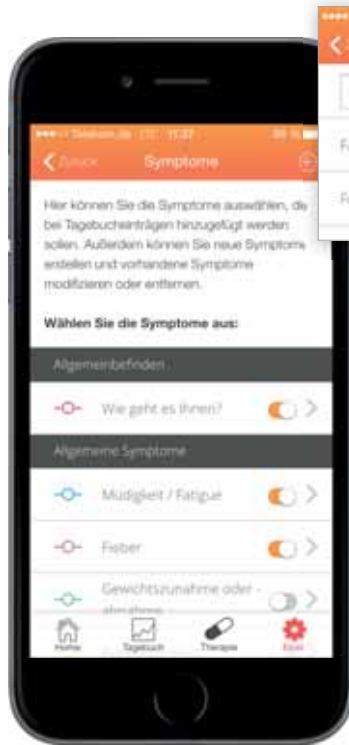 Telekom.de LTE 11:37
Zurück Symptome
Hier können Sie die Symptome auswählen, die
bei Tagebucheinträgen hinzugefügt werden
sollen. Außerdem können Sie neue Symptome
erstellen und vorhandene Symptome
modifizieren oder entfernen.
Wählen Sie die Symptome aus:
Allgemeinbefinden
Wie geht es Ihnen?
Allgemeine Symptome
Müdigkeit / Fatigue
Fieber
Gewichtszunahme oder -
abnahme
Home Tagebuch Therapie